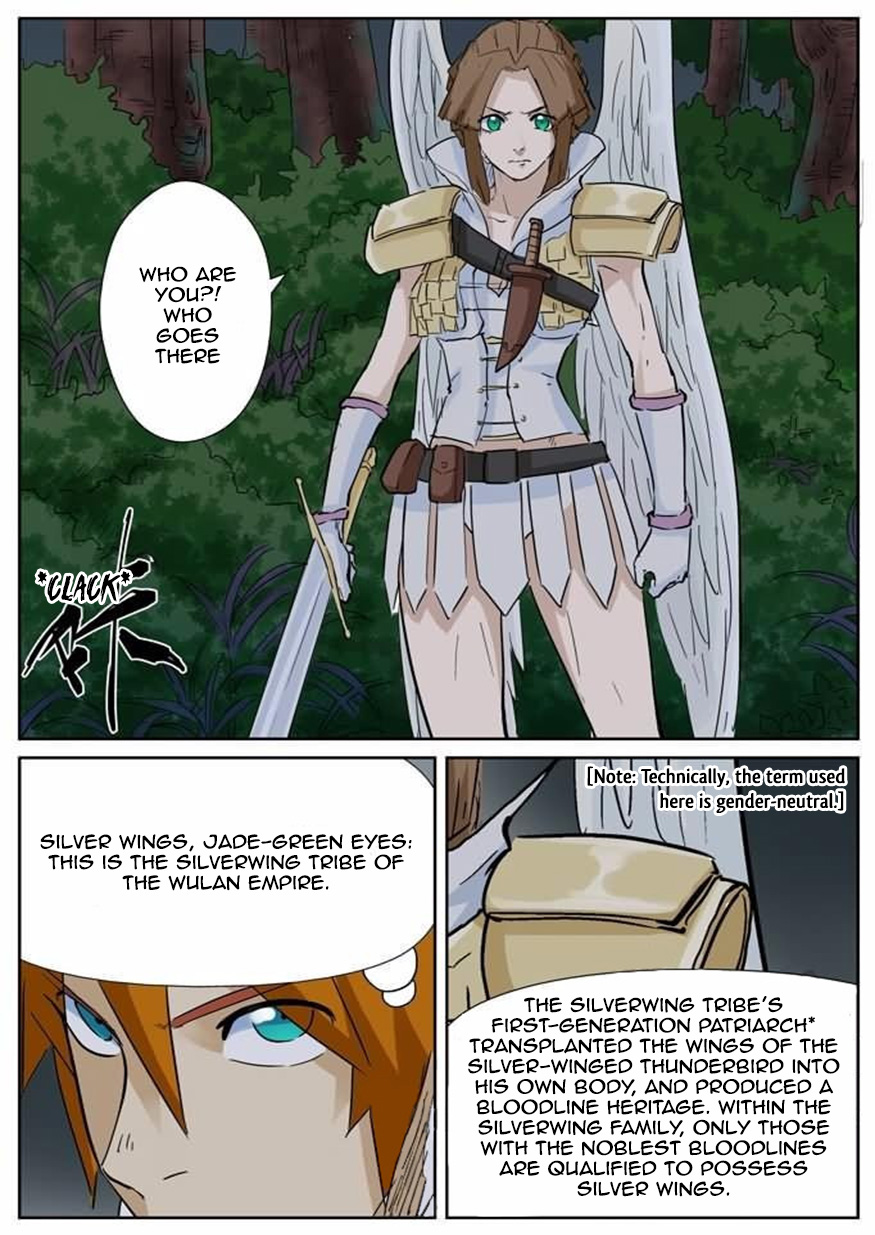 WHO ARE
YOU?!
WHO
GOES
THERE
*CLACK*
SILVER WINGS, JADE-GREEN EYES:
THIS IS THE SILVERWING TRIBE OF
THE WULAN EMPIRE.
[Note: Technically, the term used
here is gender-neutral.]
THE SILVERWING TRIBE'S
FIRST-GENERATION PATRIARCH*
TRANSPLANTED THE WINGS OF THE
SILVER-WINGED THUNDERBIRD INTO
HIS OWN BODY, AND PRODUCED A
BLOODLINE HERITAGE. WITHIN THE
SILVERWING FAMILY, ONLY THOSE
WITH THE NOBLEST BLOODLINES
ARE QUALIFIED TO POSSESS
SILVER WINGS.